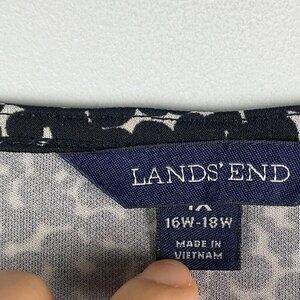 LANDS' END
1X
16W-18W
MADE IN
VIETNAM